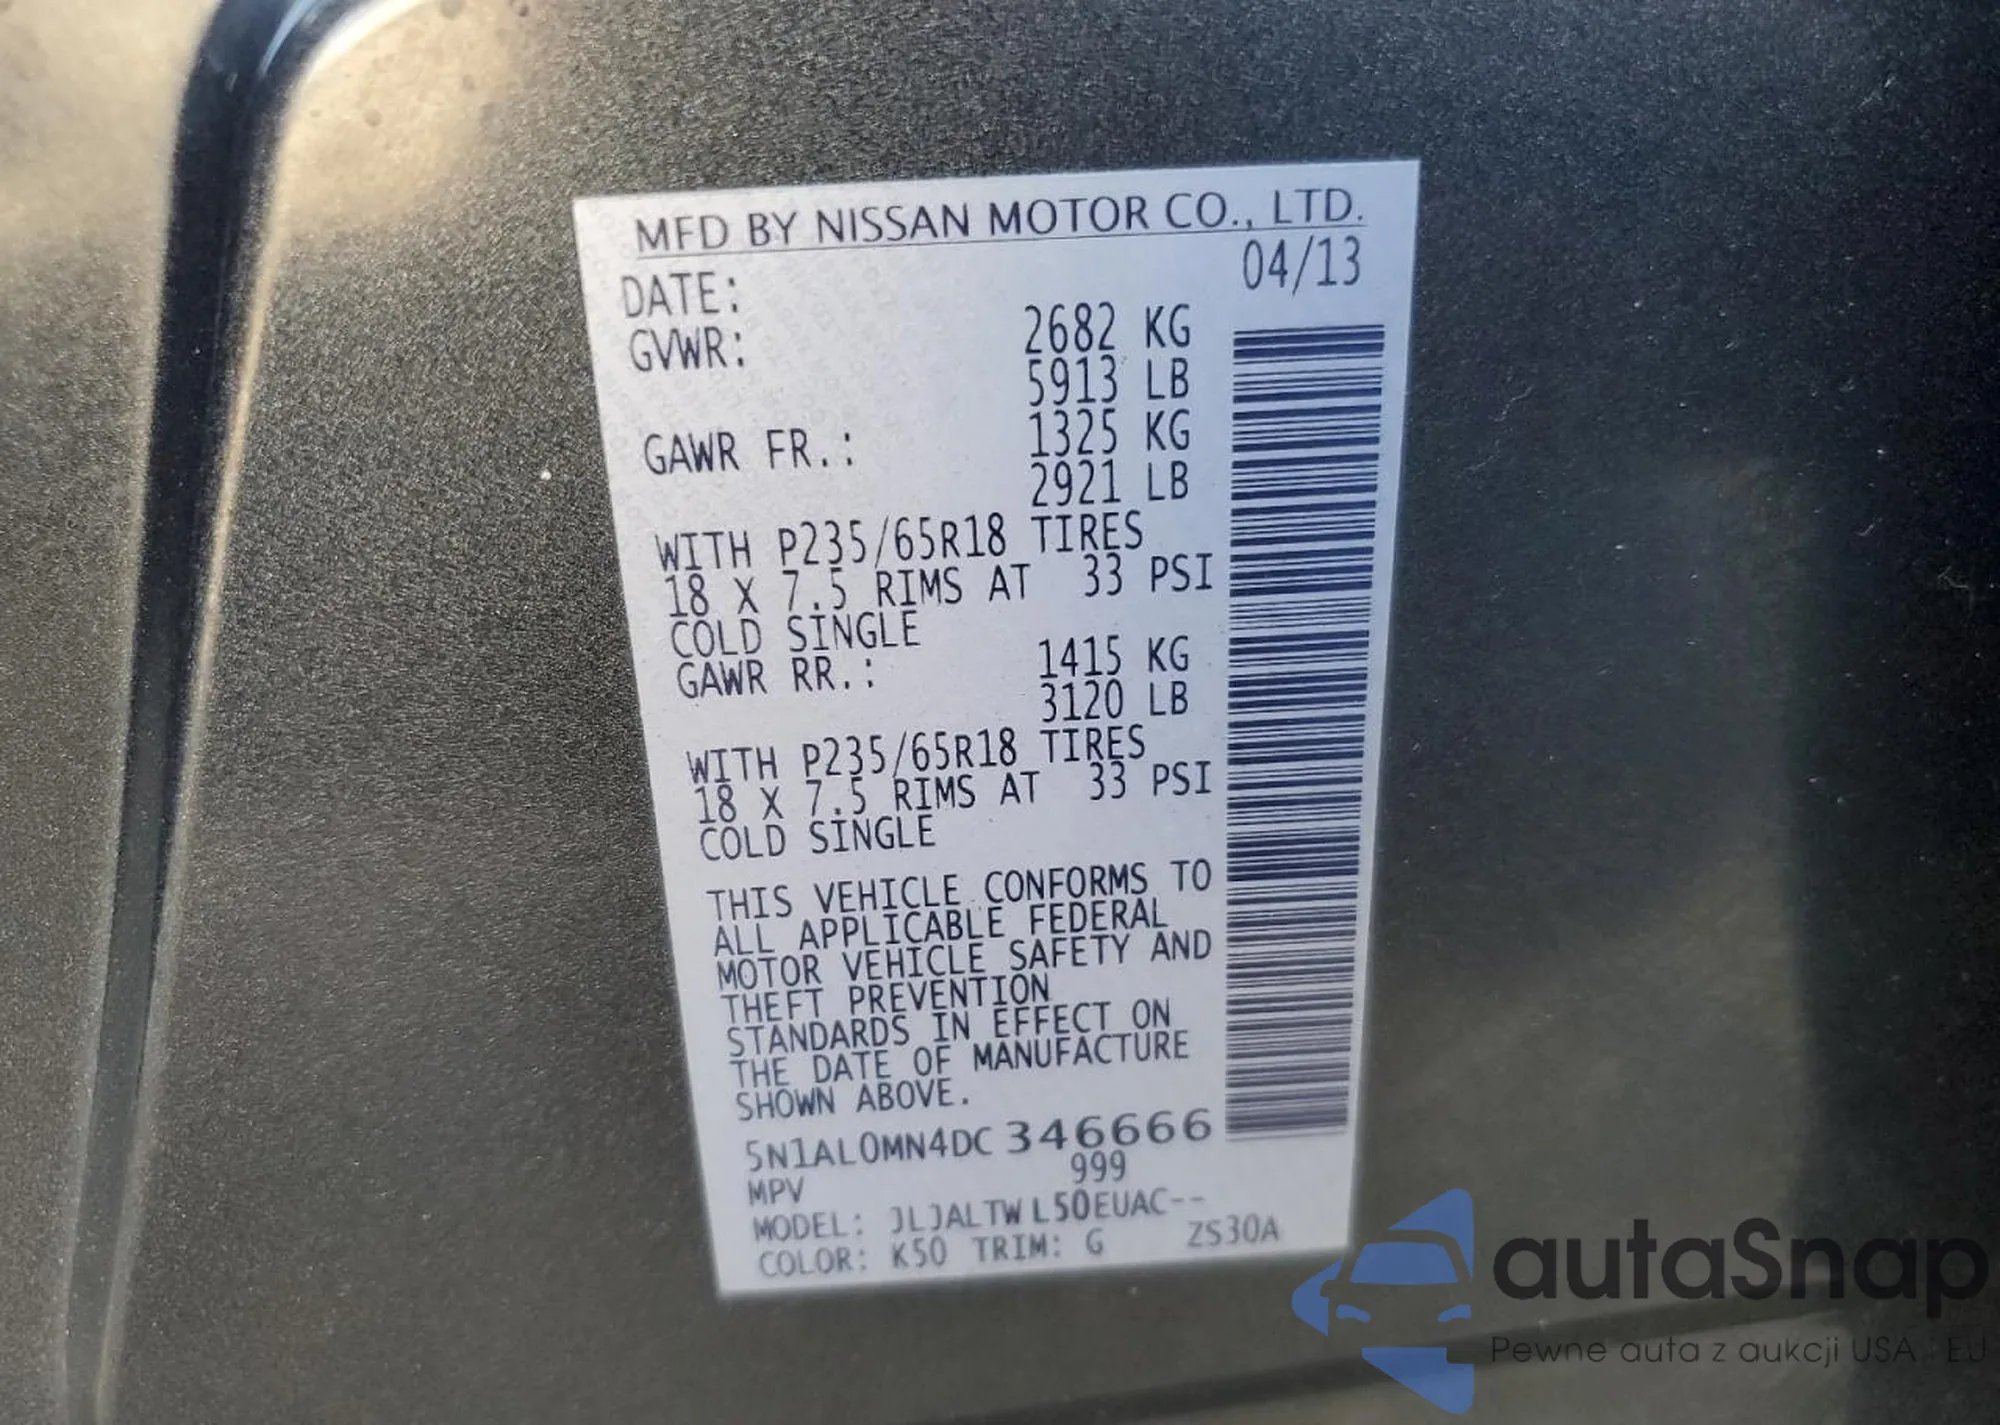 MFD BY NISSAN MOTOR CO., LTD.
DATE: 04/13
GVWR: 2682 KG
5913 LB
GAWR FR.: 1325 KG
2921 LB
WITH P235/65R18 TIRES
18 X 7.5 RIMS AT 33 PSI
COLD SINGLE
GAWR RR.: 1415 KG
3120 LB
WITH P235/65R18 TIRES
18 X 7.5 RIMS AT 33 PSI
COLD SINGLE
THIS VEHICLE CONFORMS TO
ALL APPLICABLE FEDERAL
MOTOR VEHICLE SAFETY AND
THEFT PREVENTION
STANDARDS IN EFFECT ON
THE DATE OF MANUFACTURE
SHOWN ABOVE.
5N1AL0MN4DC 346666
MPV 999
MODEL: JLJALTW L50EUAC--
COLOR: K50 TRIM: G ZS30A
autaSnap
Pewne auta z aukcji USA i EU